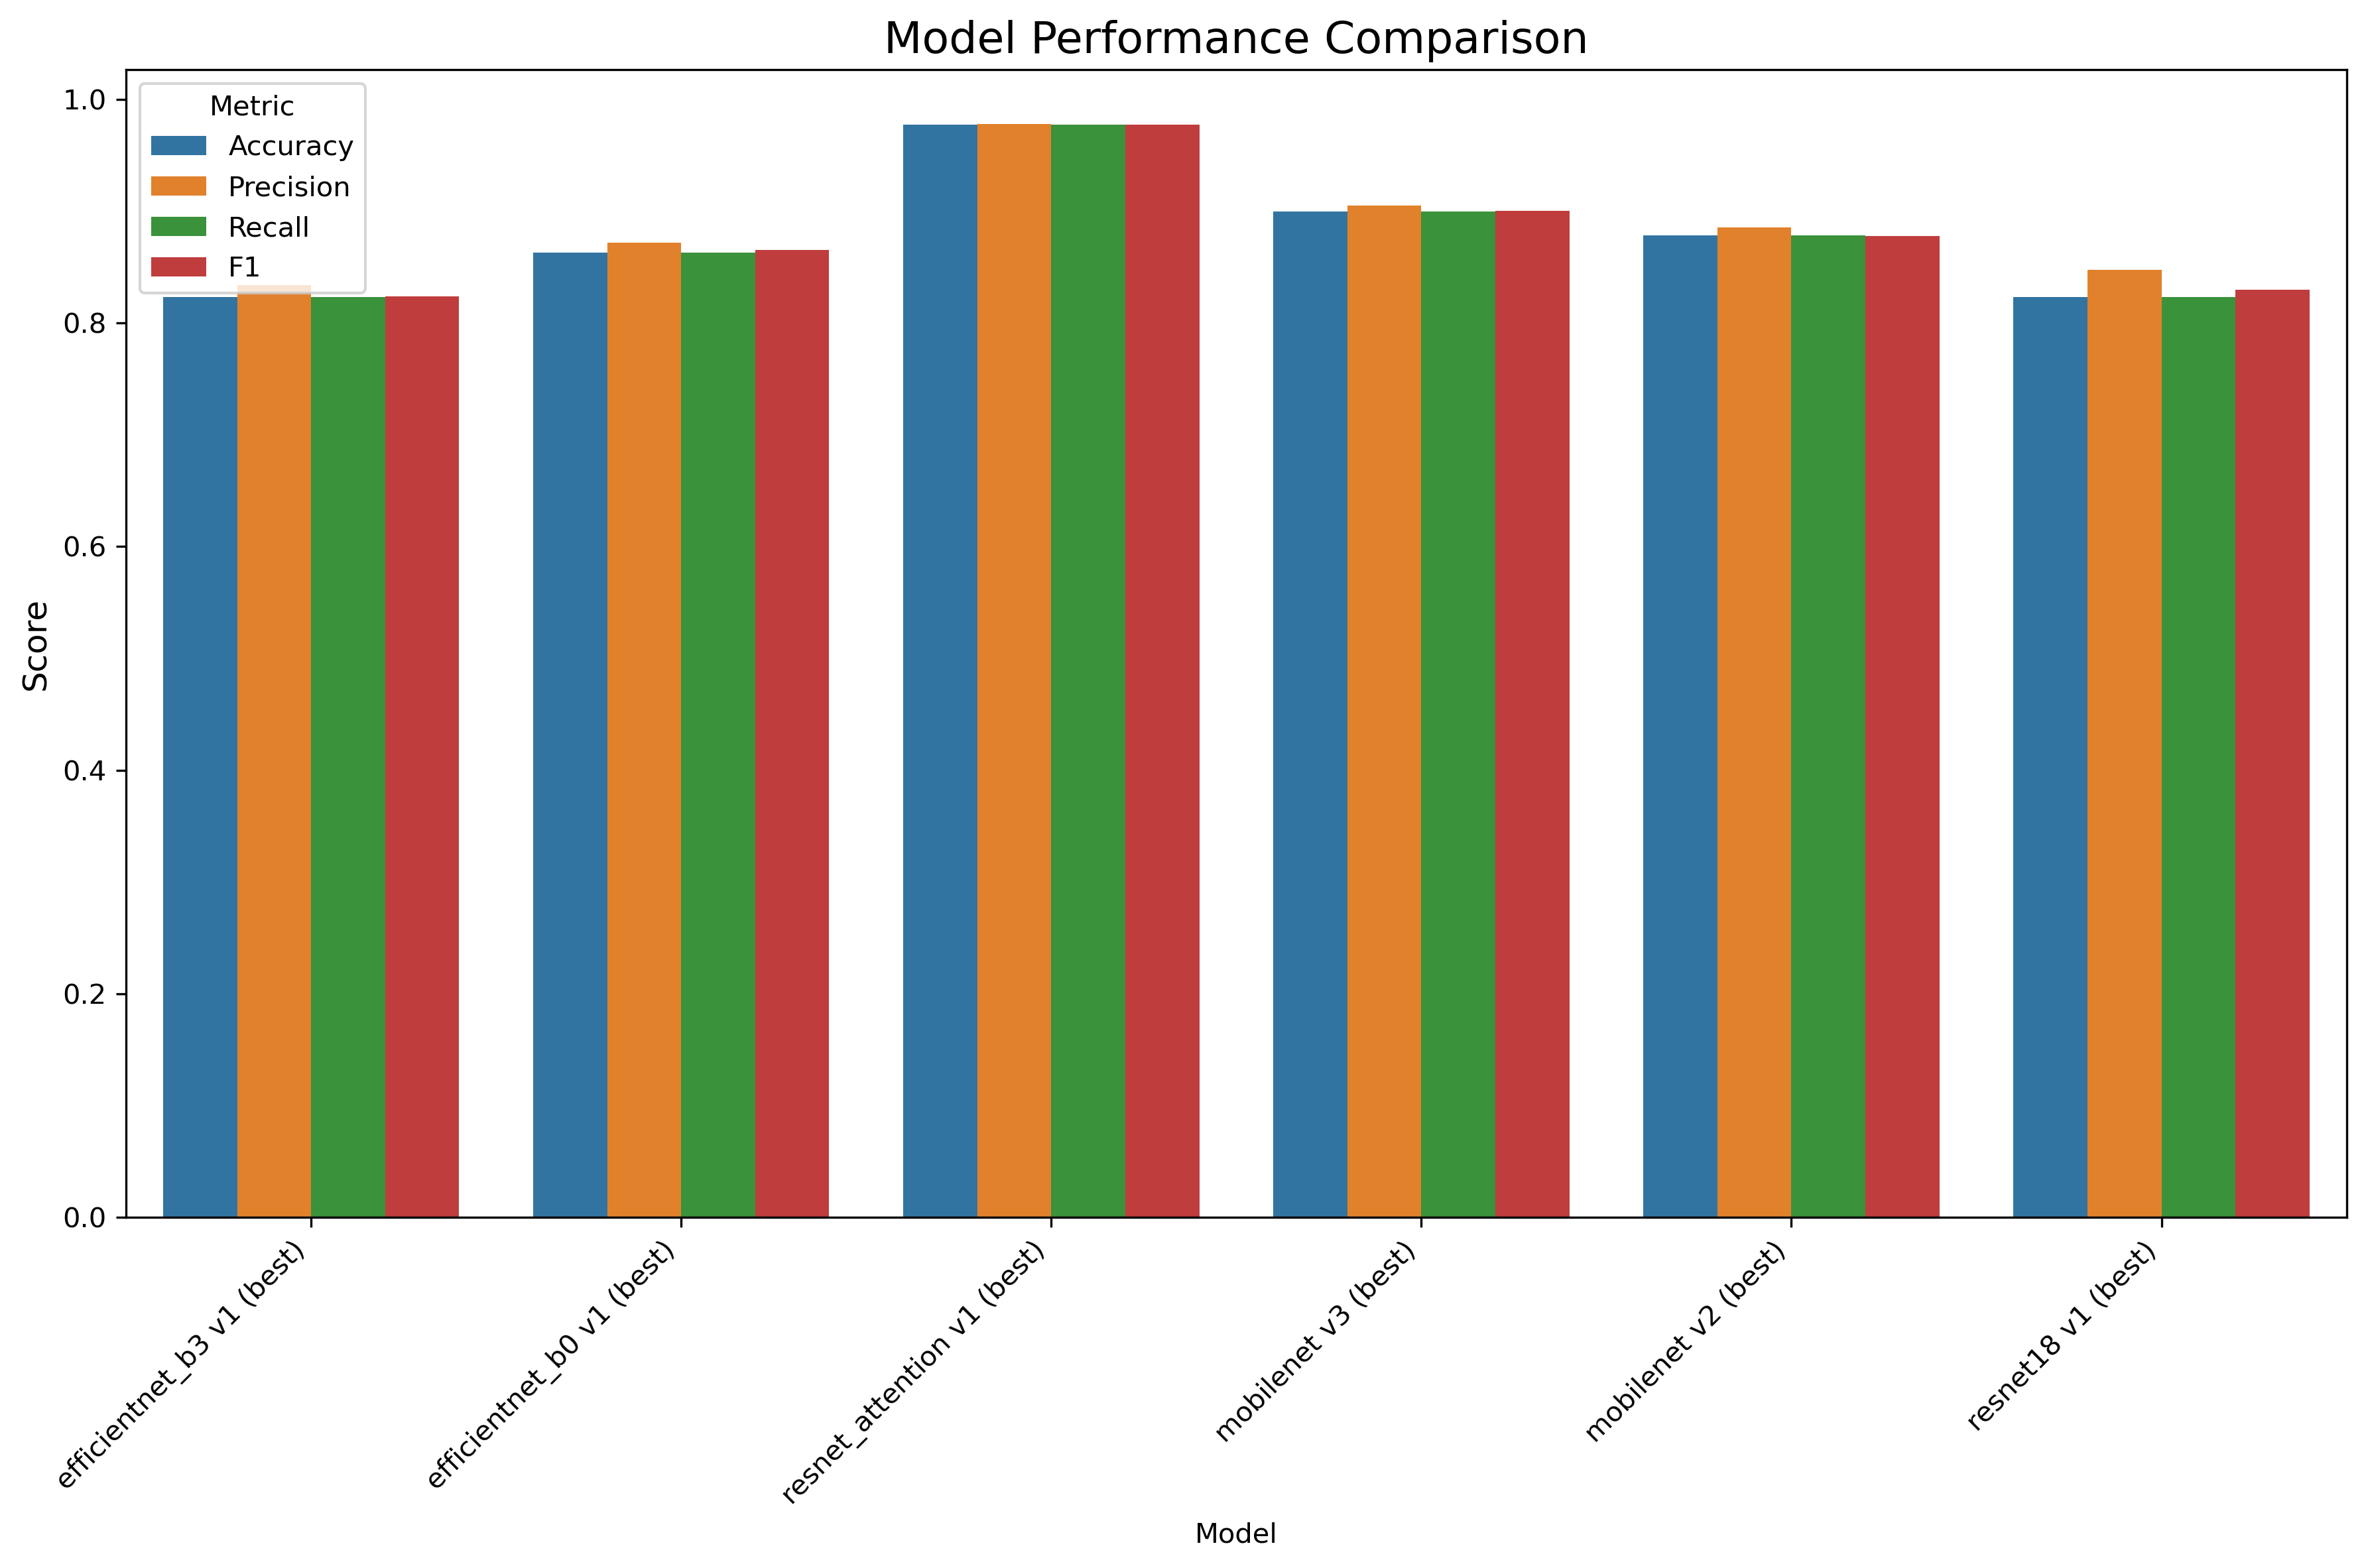 Model Performance Comparison
Metric
Accuracy
Precision
Recall
F1
1.0
0.8
0.6
0.4
0.2
0.0
Score
efficientnet_b3 v1 (best)
efficientnet_b0 v1 (best)
resnet_attention v1 (best)
mobilenet v3 (best)
mobilenet v2 (best)
resnet18 v1 (best)
Model